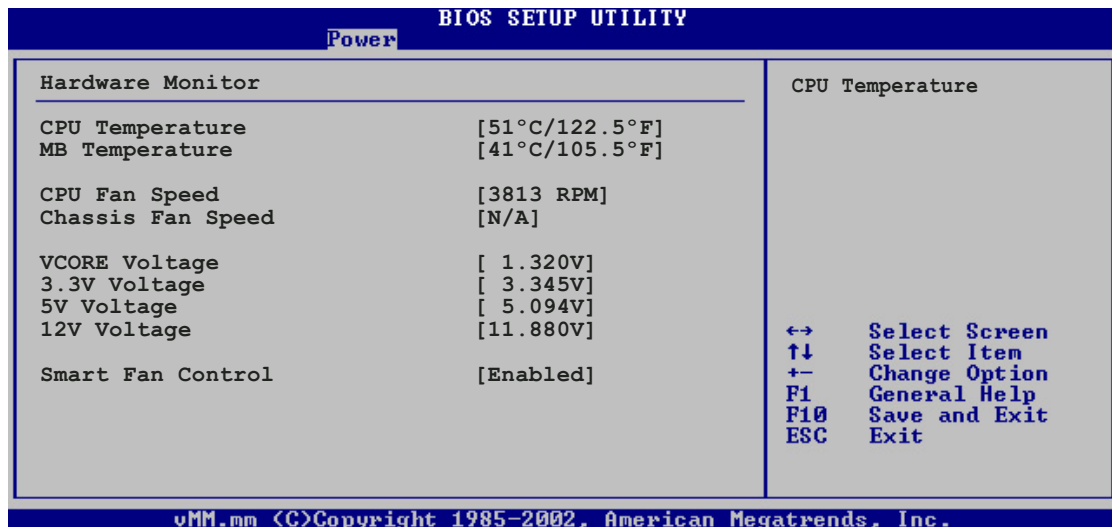 BIOS SETUP UTILITY
Power
Hardware Monitor
CPU Temperature [51°C/122.5°F]
MB Temperature [41°C/105.5°F]
CPU Fan Speed [3813 RPM]
Chassis Fan Speed [N/A]
VCORE Voltage [ 1.320V]
3.3V Voltage [ 3.345V]
5V Voltage [ 5.094V]
12V Voltage [11.880V]
Smart Fan Control [Enabled]
CPU Temperature
←→ Select Screen
↑↓ Select Item
+- Change Option
F1 General Help
F10 Save and Exit
ESC Exit
vMM.mm (C)Copyright 1985-2002, American Megatrends, Inc.